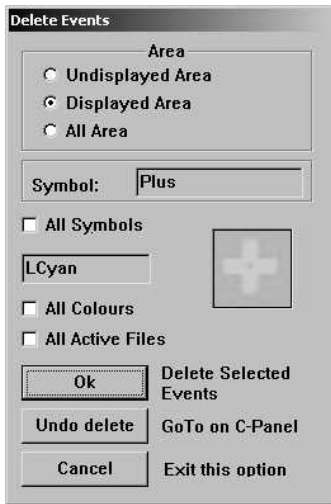 Delete Events
Area
Undisplayed Area
Displayed Area
All Area
Symbol: Plus
All Symbols
LCyan
All Colours
All Active Files
Ok Delete Selected
Events
Undo delete GoTo on C-Panel
Cancel Exit this option